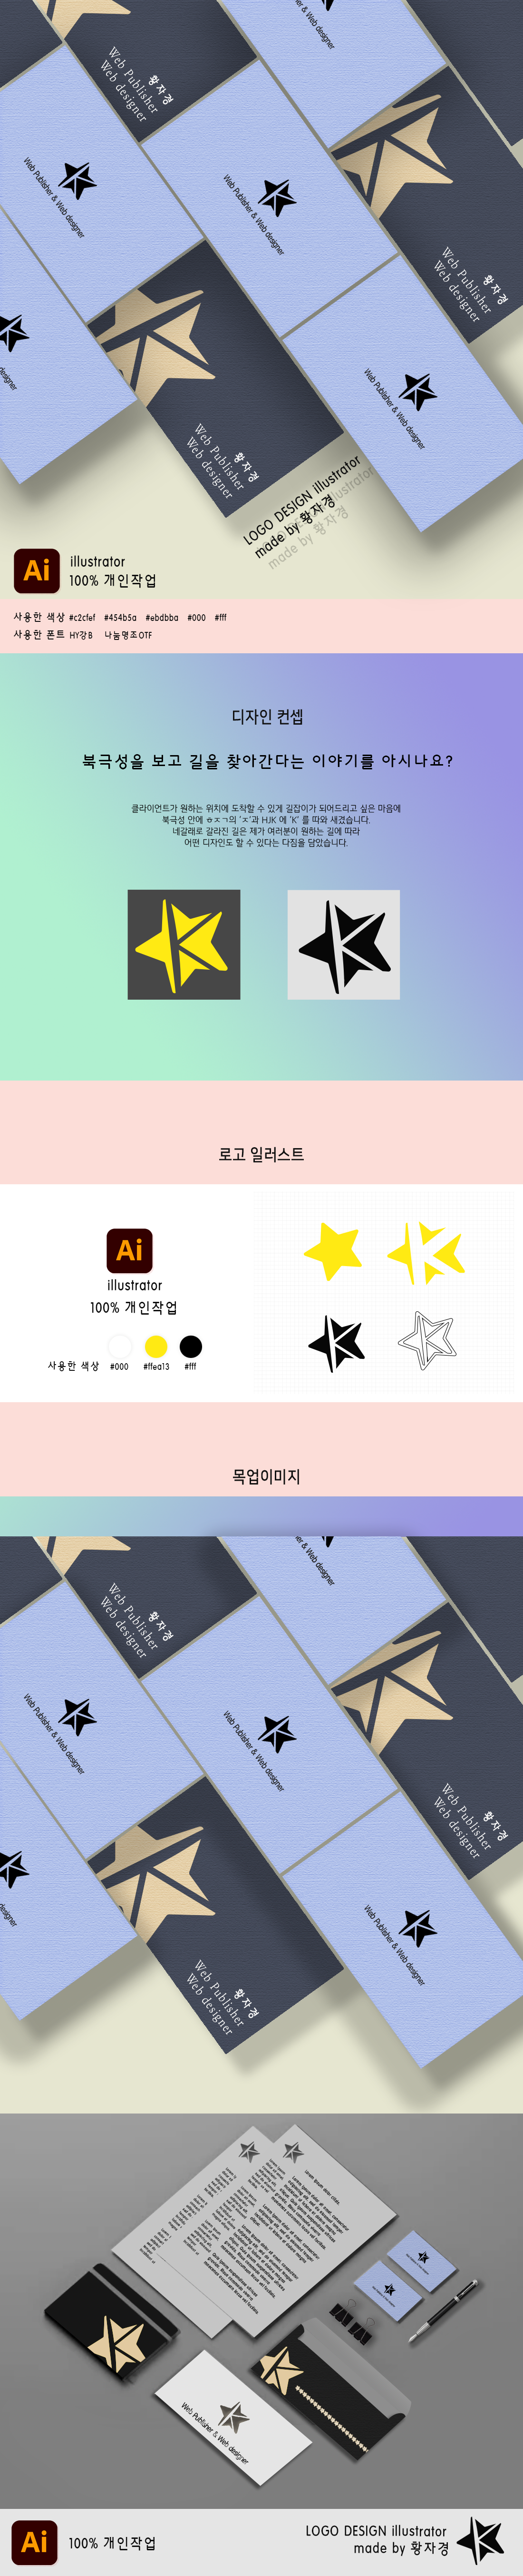 황자경
Web Publisher
Web designer
Web Publisher & Web designer
Web Publisher & Web designer
황자경
Web Publisher
Web designer
Web Publisher & Web designer
황자경
Web Publisher
Web designer
LOGO DESIGN illustrator
made by 황자경
Ai
illustrator
100% 개인작업
사용한 색상 #c2cfef #454b5a #ebdbba #000 #fff
사용한 폰트 HY강B 나눔명조OTF
디자인 컨셉
북극성을 보고 길을 찾아간다는 이야기를 아시나요?
클라이언트가 원하는 위치에 도착할 수 있게 길잡이가 되어드리고 싶은 마음에
북극성 안에 ㅎㅈㄱ의 'ㅈ'과 HJK 에 'K' 를 따와 새겼습니다.
네갈래로 갈라진 길은 제가 여러분이 원하는 길에 따라
어떤 디자인도 할 수 있다는 다짐을 담았습니다.
로고 일러스트
Ai
illustrator
100% 개인작업
사용한 색상 #000 #ffea13 #fff
목업이미지
황자경
Web Publisher
Web designer
Web Publisher & Web designer
Web Publisher & Web designer
황자경
Web Publisher
Web designer
Web Publisher & Web designer
황자경
Web Publisher
Web designer
Web Publisher & Web designer
Ai
100% 개인작업
LOGO DESIGN illustrator
made by 황자경